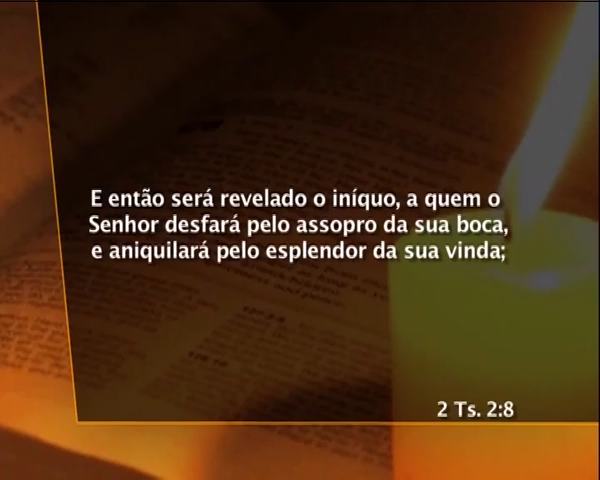 E então será revelado o iníquo, a quem o
Senhor desfará pelo assopro da sua boca,
e aniquilará pelo esplendor da sua vinda;
2 Ts. 2:8